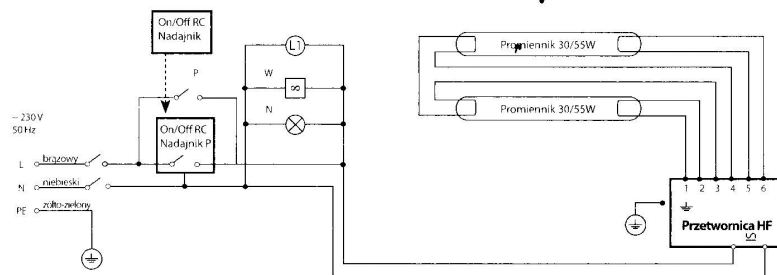 On/Off RC
Nadajnik
P
L1
W
8
N
On/Off RC
Nadajnik P
~ 230 V
50 Hz
L brązowy
N niebieski
PE żółto-zielony
Promiennik 30/55W
Promiennik 30/55W
1 2 3 4 5 6
Przetwornica HF